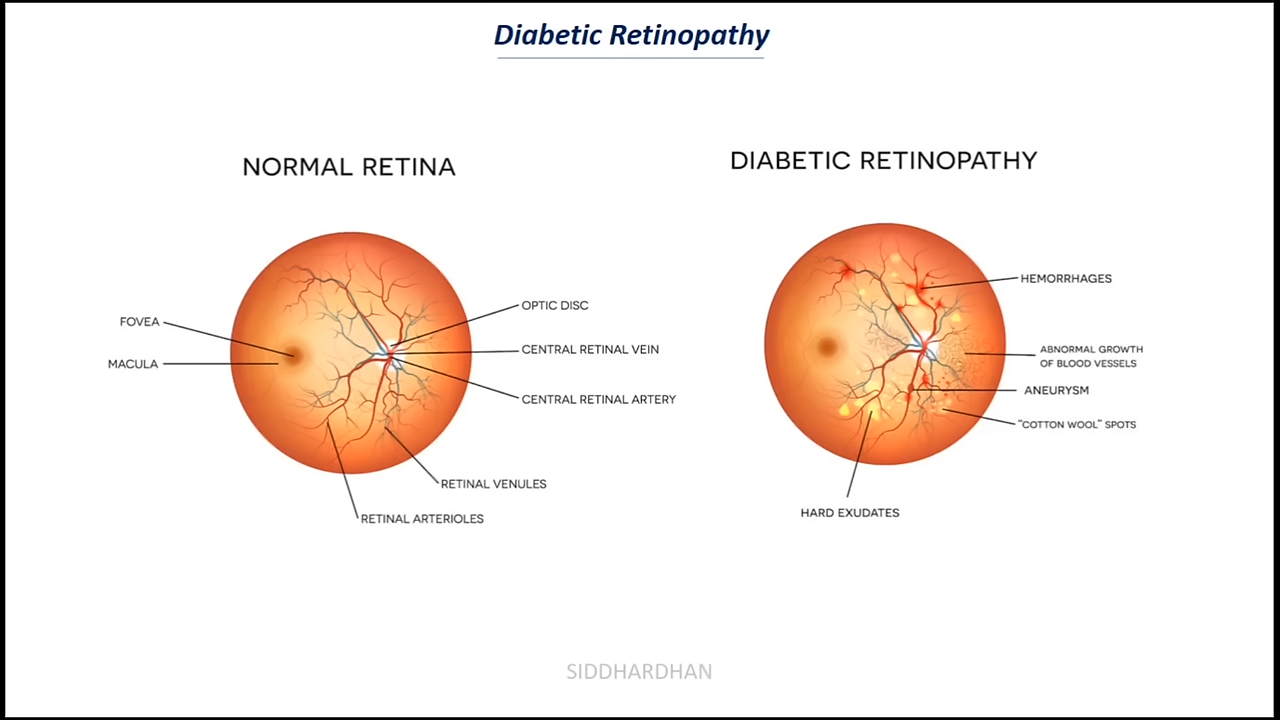 Diabetic Retinopathy
NORMAL RETINA
FOVEA
MACULA
OPTIC DISC
CENTRAL RETINAL VEIN
CENTRAL RETINAL ARTERY
RETINAL VENULES
RETINAL ARTERIOLES
DIABETIC RETINOPATHY
HEMORRHAGES
ABNORMAL GROWTH
OF BLOOD VESSELS
ANEURYSM
"COTTON WOOL" SPOTS
HARD EXUDATES
SIDDHARDHAN